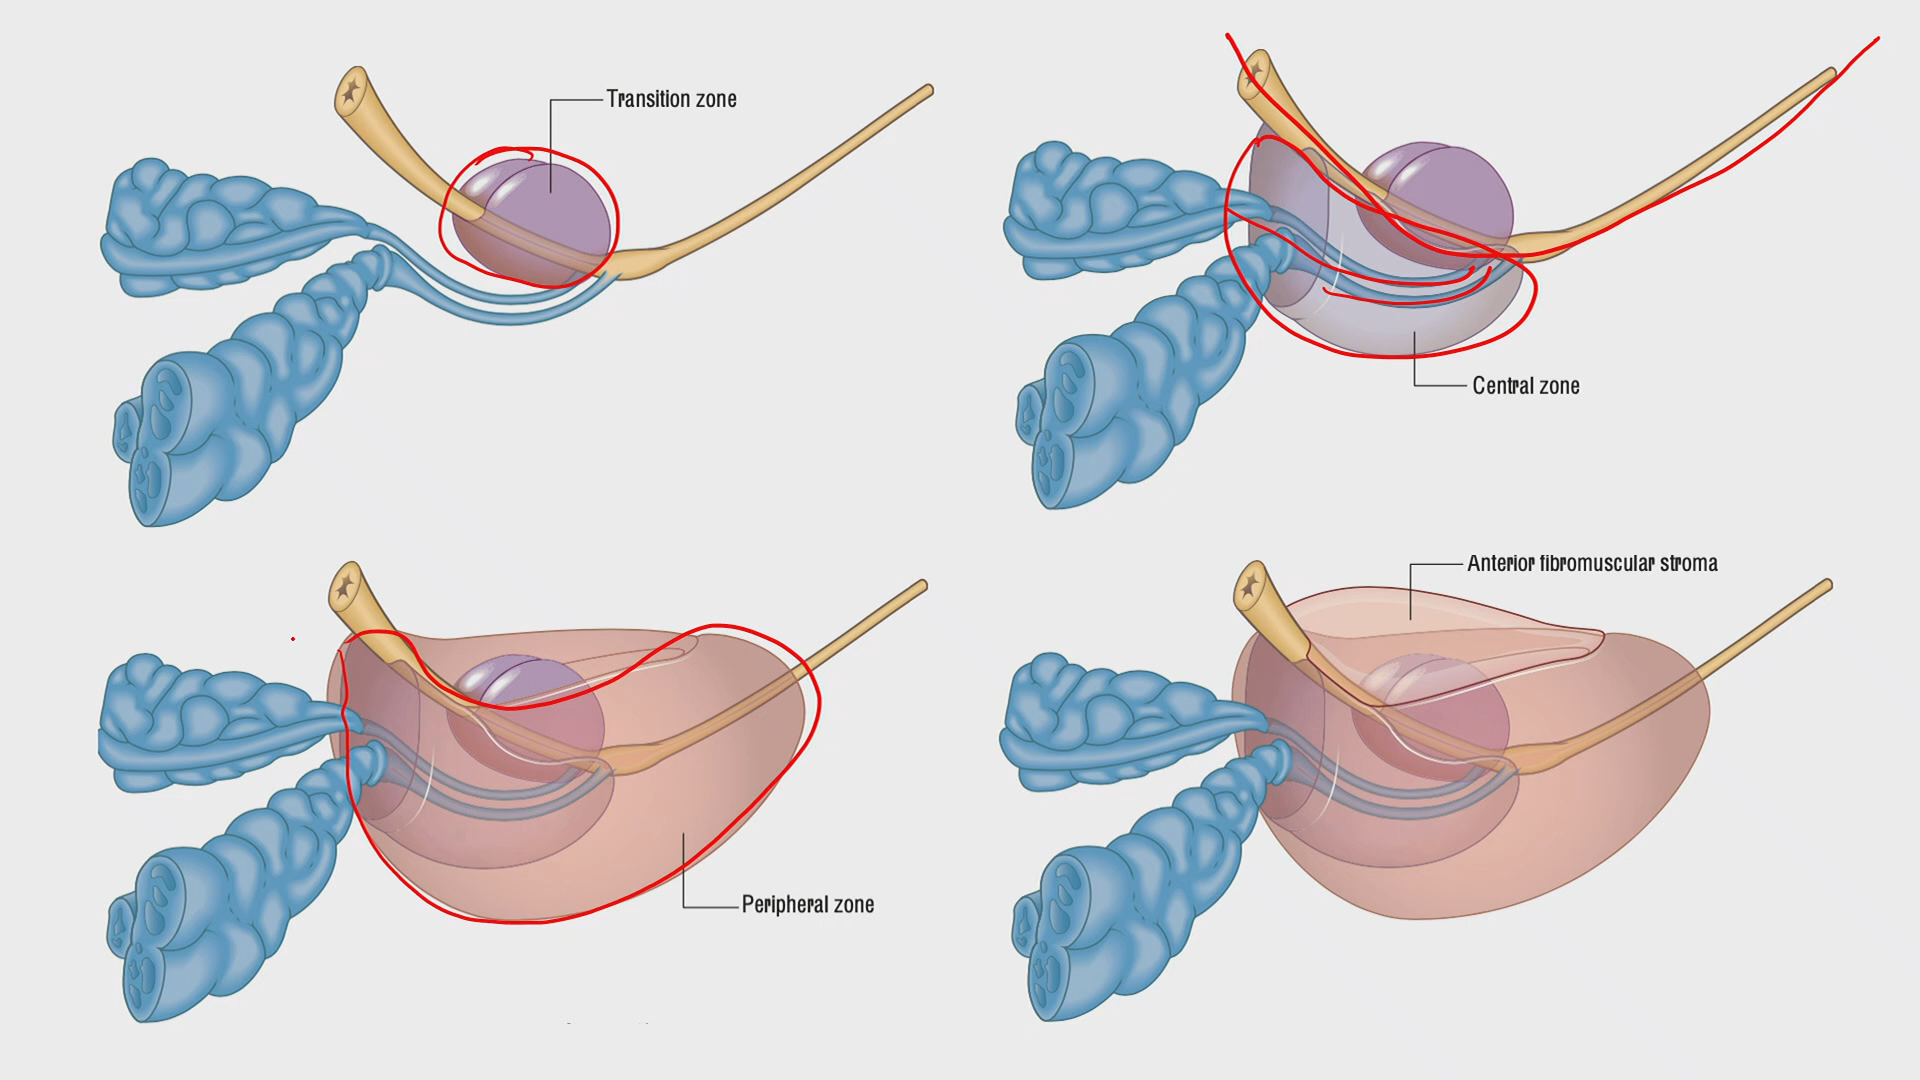 Transition zone
Central zone
Anterior fibromuscular stroma
Peripheral zone